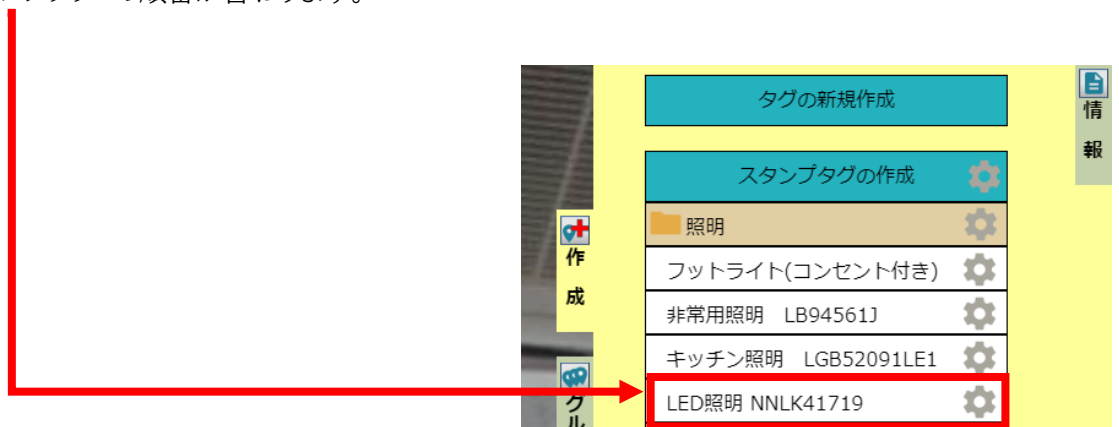 タグの新規作成
スタンプタグの作成
照明
フットライト(コンセント付き)
非常用照明　LB94561J
キッチン照明　LGB52091LE1
LED照明 NNLK41719
作成
グル
情報